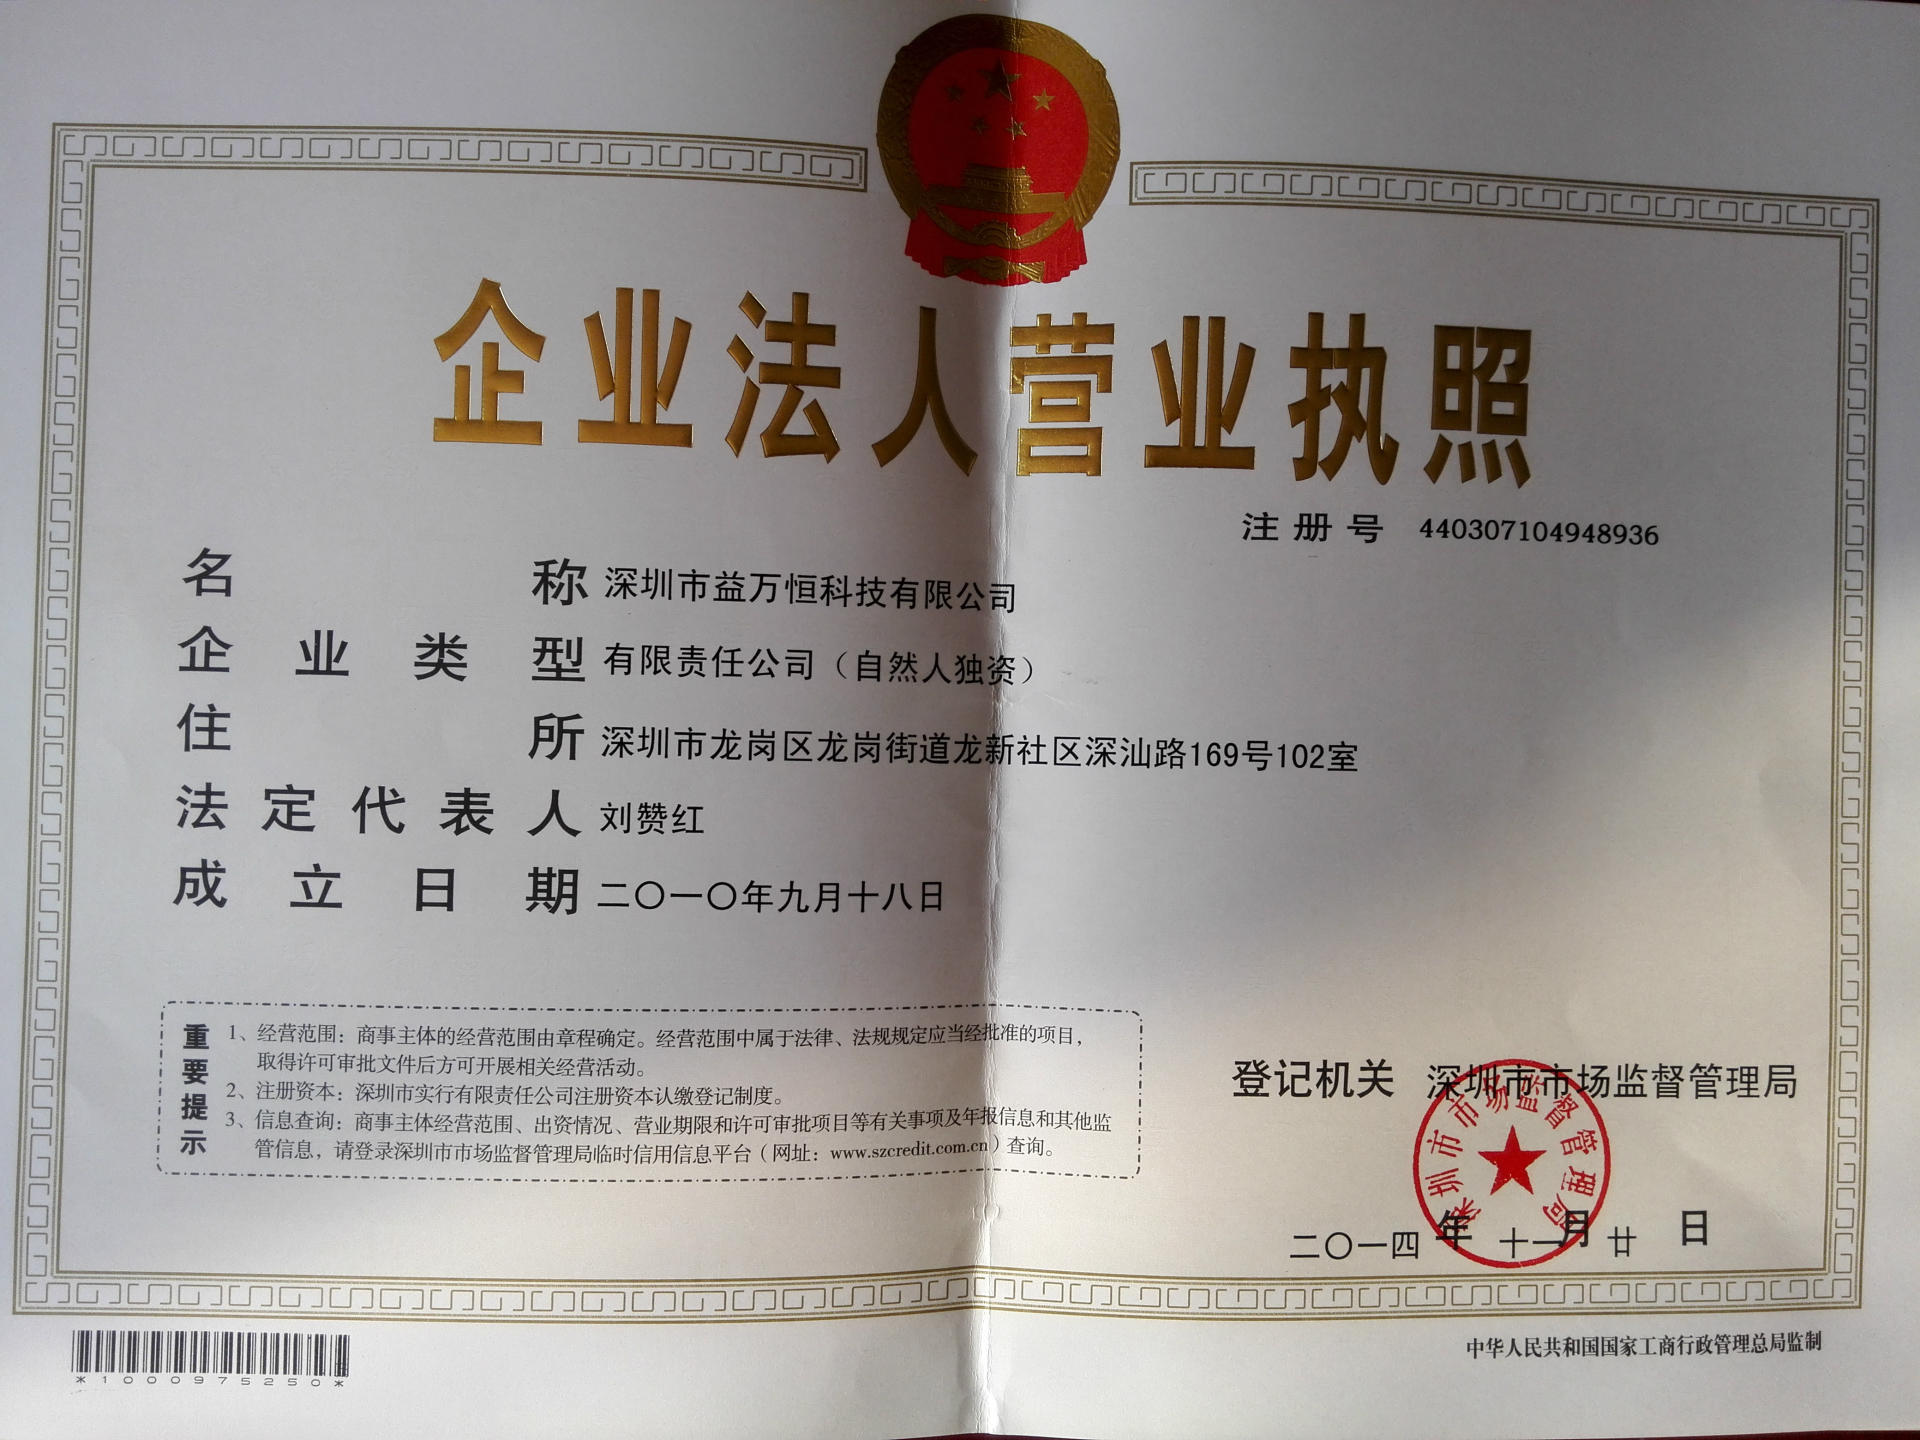 企业法人营业执照
注册号 440307104948936
名称 深圳市益万恒科技有限公司
企业类型 有限责任公司（自然人独资）
住所 深圳市龙岗区龙岗街道龙新社区深汕路169号102室
法定代表人 刘赞红
成立日期 二〇一〇年九月十八日
重要提示
1、经营范围：商事主体的经营范围由章程确定。经营范围中属于法律、法规规定应当经批准的项目，
取得许可审批文件后方可开展相关经营活动。
2、注册资本：深圳市实行有限责任公司注册资本认缴登记制度。
3、信息查询：商事主体经营范围、出资情况、营业期限和许可审批项目等有关事项及年报信息和其他监
管信息，请登录深圳市市场监督管理局临时信用信息平台（网址：www.szcredit.com.cn）查询。
登记机关 深圳市市场监督管理局
深圳市市场监督管理局
二〇一四年十一月廿日
*1000975250*
中华人民共和国国家工商行政管理总局监制